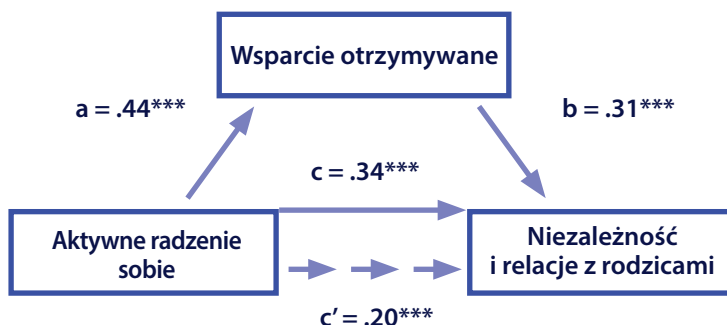 Wsparcie otrzymywane
a = .44***
b = .31***
c = .34***
Aktywne radzenie
sobie
Niezależność
i relacje z rodzicami
c’ = .20***